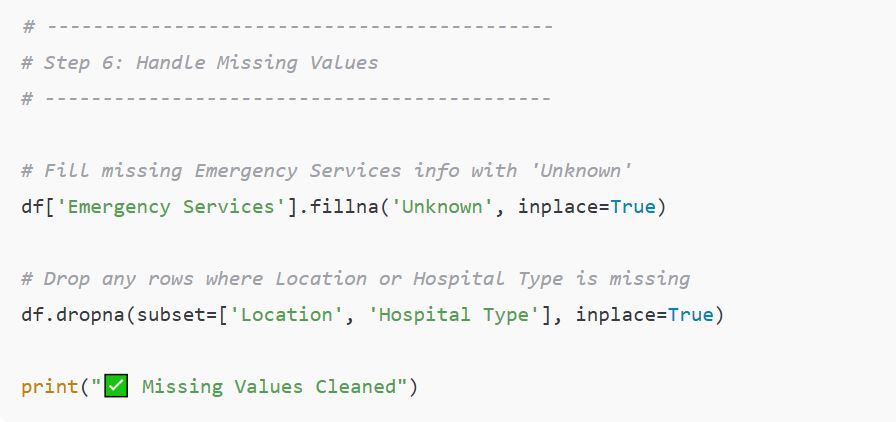 # --------------------------------------------
# Step 6: Handle Missing Values
# --------------------------------------------
# Fill missing Emergency Services info with 'Unknown'
df['Emergency Services'].fillna('Unknown', inplace=True)
# Drop any rows where Location or Hospital Type is missing
df.dropna(subset=['Location', 'Hospital Type'], inplace=True)
print("✅ Missing Values Cleaned")